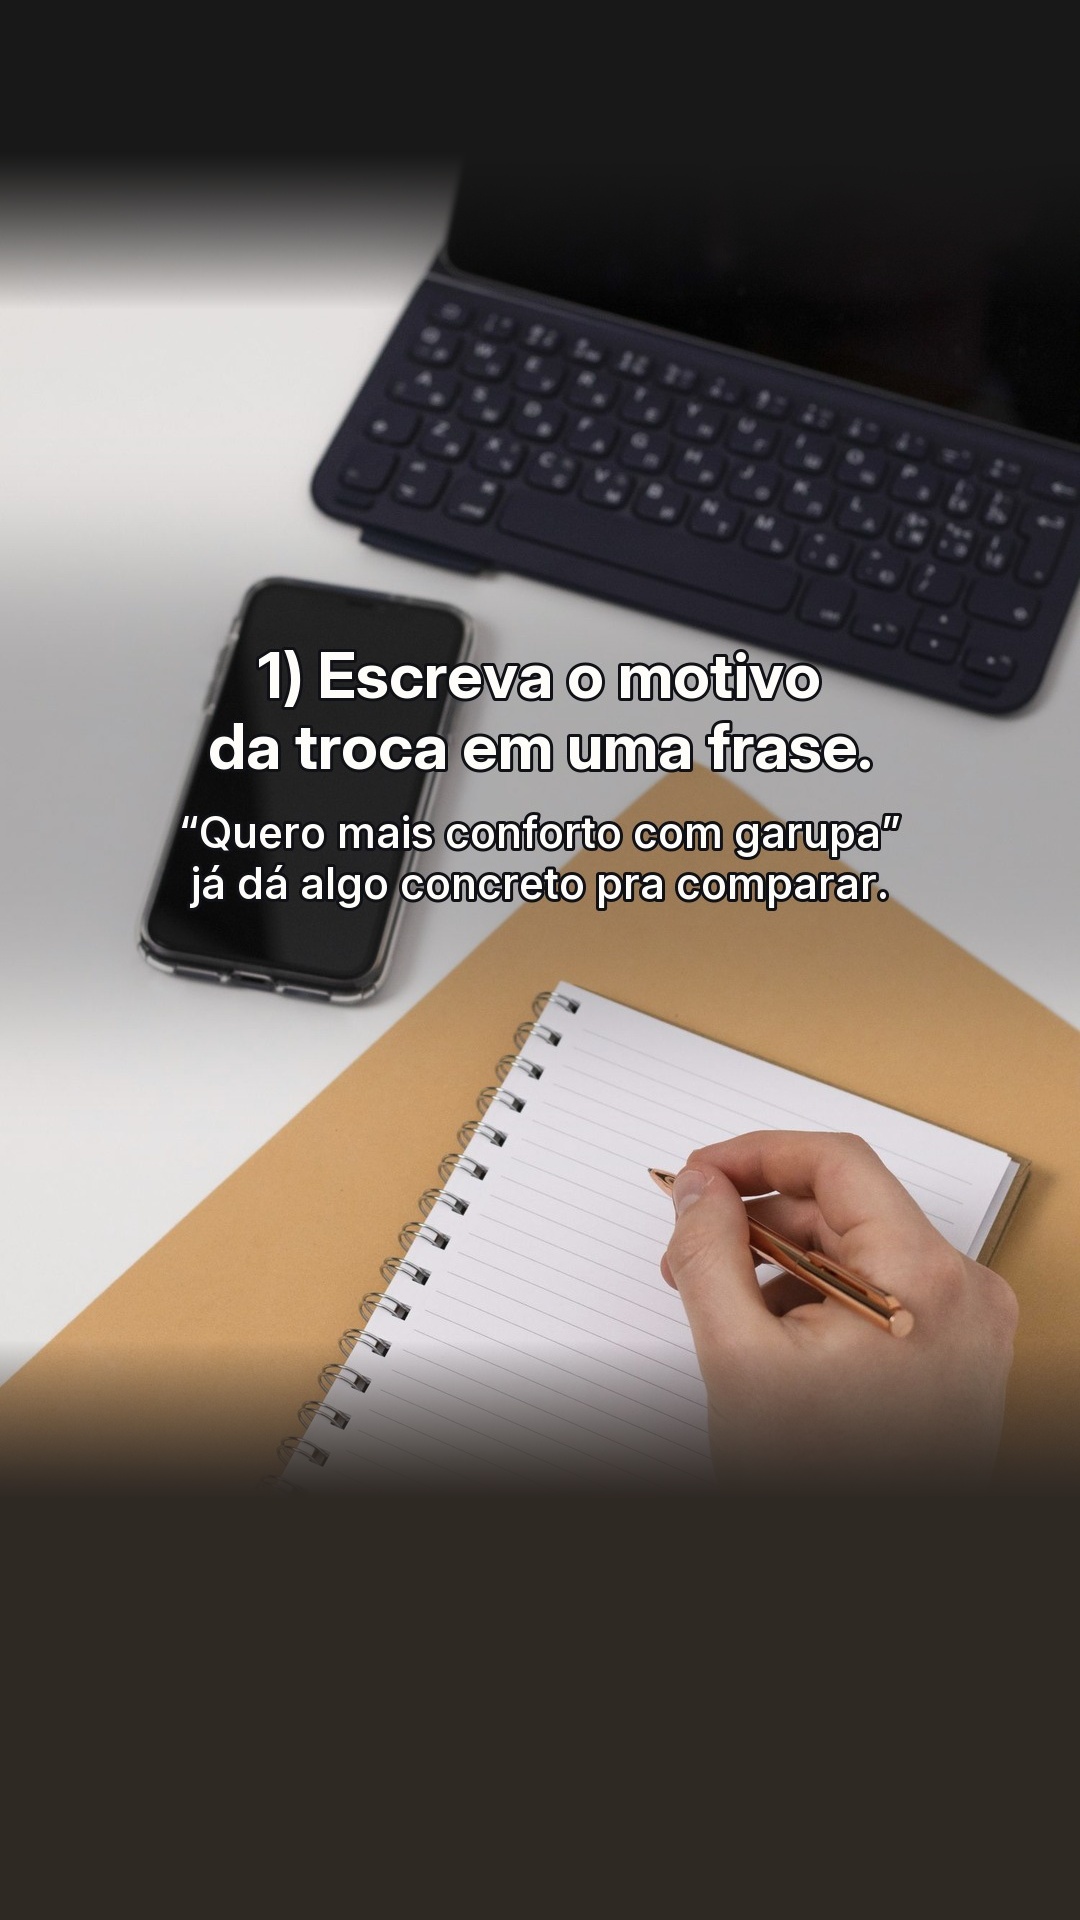 1) Escreva o motivo
da troca em uma frase.
“Quero mais conforto com garupa”
já dá algo concreto pra comparar.